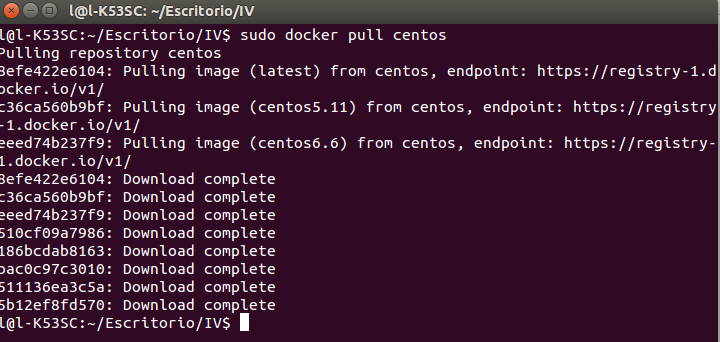 l@l-K53SC: ~/Escritorio/IV
l@l-K53SC:~/Escritorio/IV$ sudo docker pull centos
Pulling repository centos
8efe422e6104: Pulling image (latest) from centos, endpoint: https://registry-1.d
ocker.io/v1/
c36ca560b9bf: Pulling image (centos5.11) from centos, endpoint: https://registry
-1.docker.io/v1/
eeed74b237f9: Pulling image (centos6.6) from centos, endpoint: https://registry-
1.docker.io/v1/
8efe422e6104: Download complete
c36ca560b9bf: Download complete
eeed74b237f9: Download complete
510cf09a7986: Download complete
186bcdab8163: Download complete
bac0c97c3010: Download complete
511136ea3c5a: Download complete
5b12ef8fd570: Download complete
l@l-K53SC:~/Escritorio/IV$